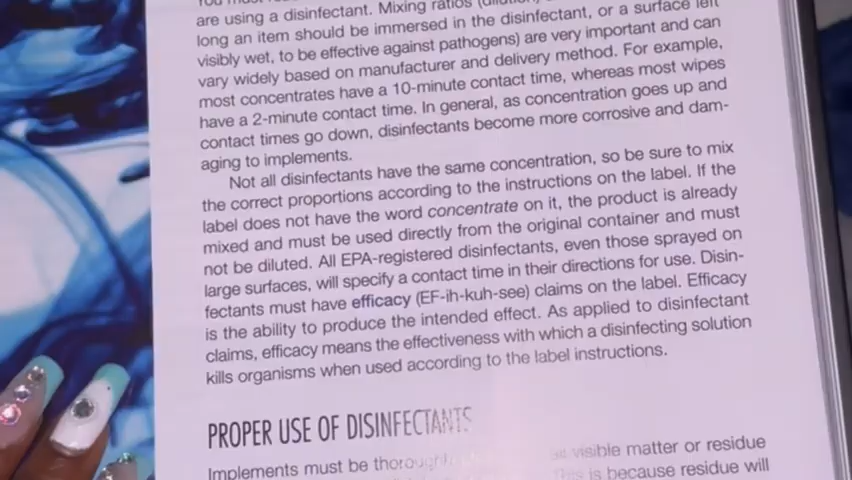 are using a disinfectant. Mixing ratios
long an item should be immersed in the disinfectant, or a surface left
visibly wet, to be effective against pathogens) are very important and can
vary widely based on manufacturer and delivery method. For example,
most concentrates have a 10-minute contact time, whereas most wipes
have a 2-minute contact time. In general, as concentration goes up and
contact times go down, disinfectants become more corrosive and dam-
aging to implements.
Not all disinfectants have the same concentration, so be sure to mix
the correct proportions according to the instructions on the label. If the
label does not have the word concentrate on it, the product is already
mixed and must be used directly from the original container and must
not be diluted. All EPA-registered disinfectants, even those sprayed on
large surfaces, will specify a contact time in their directions for use. Disin-
fectants must have efficacy (EF-ih-kuh-see) claims on the label. Efficacy
is the ability to produce the intended effect. As applied to disinfectant
claims, efficacy means the effectiveness with which a disinfecting solution
kills organisms when used according to the label instructions.
PROPER USE OF DISINFECTANTS
Implements must be visible matter or residue
is because residue will